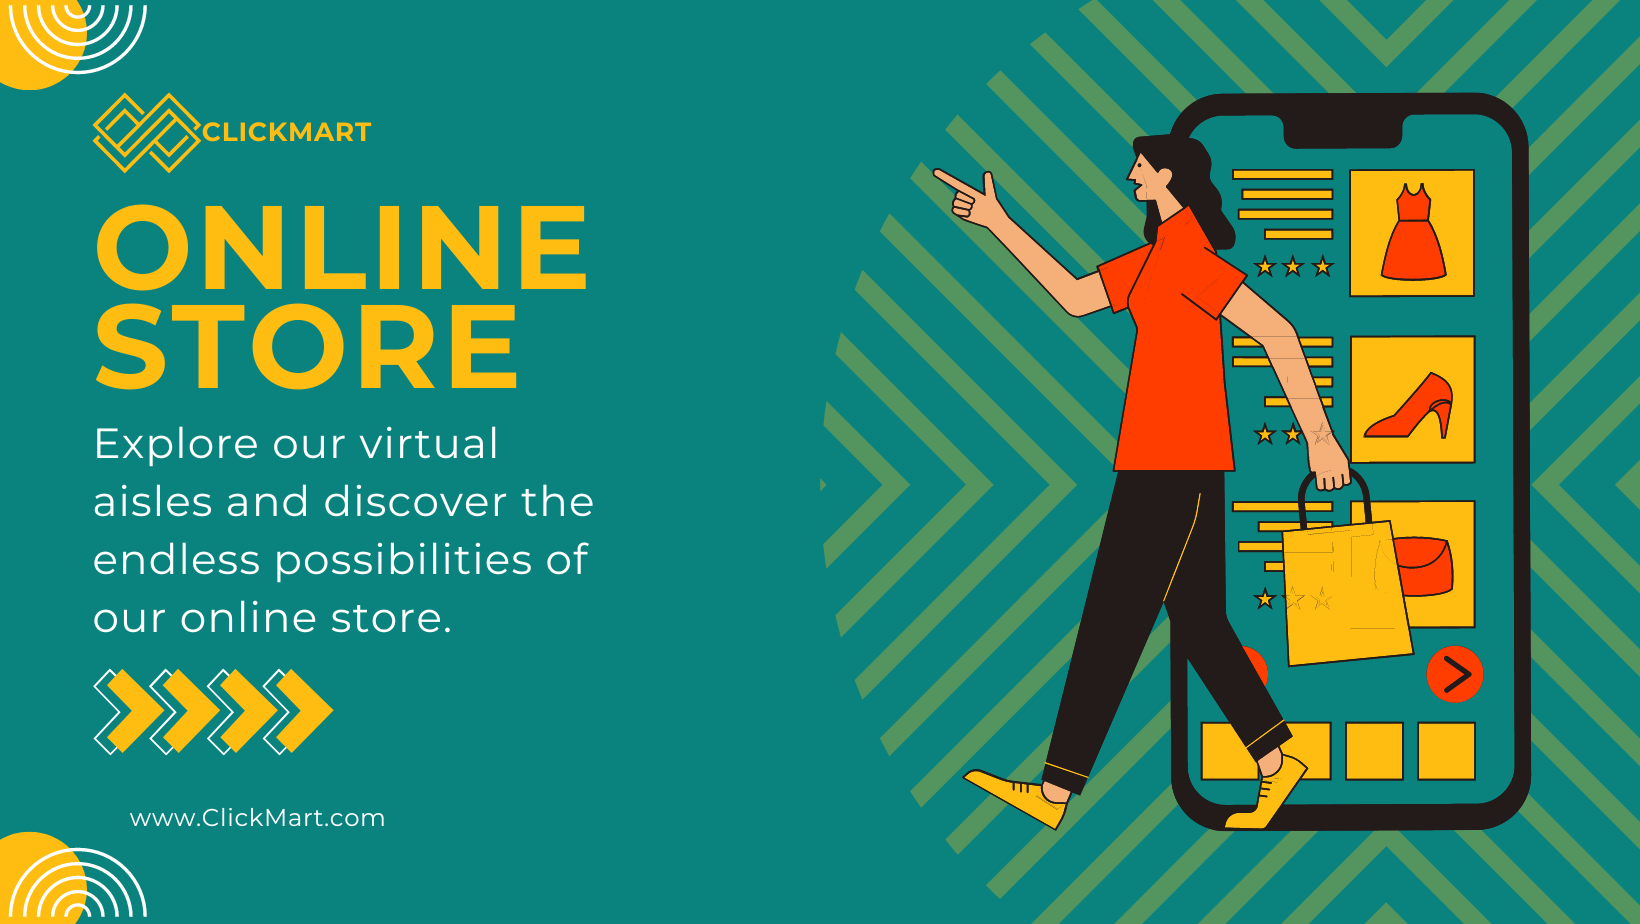 CLICKMART
ONLINE
STORE
Explore our virtual
aisles and discover the
endless possibilities of
our online store.
www.ClickMart.com